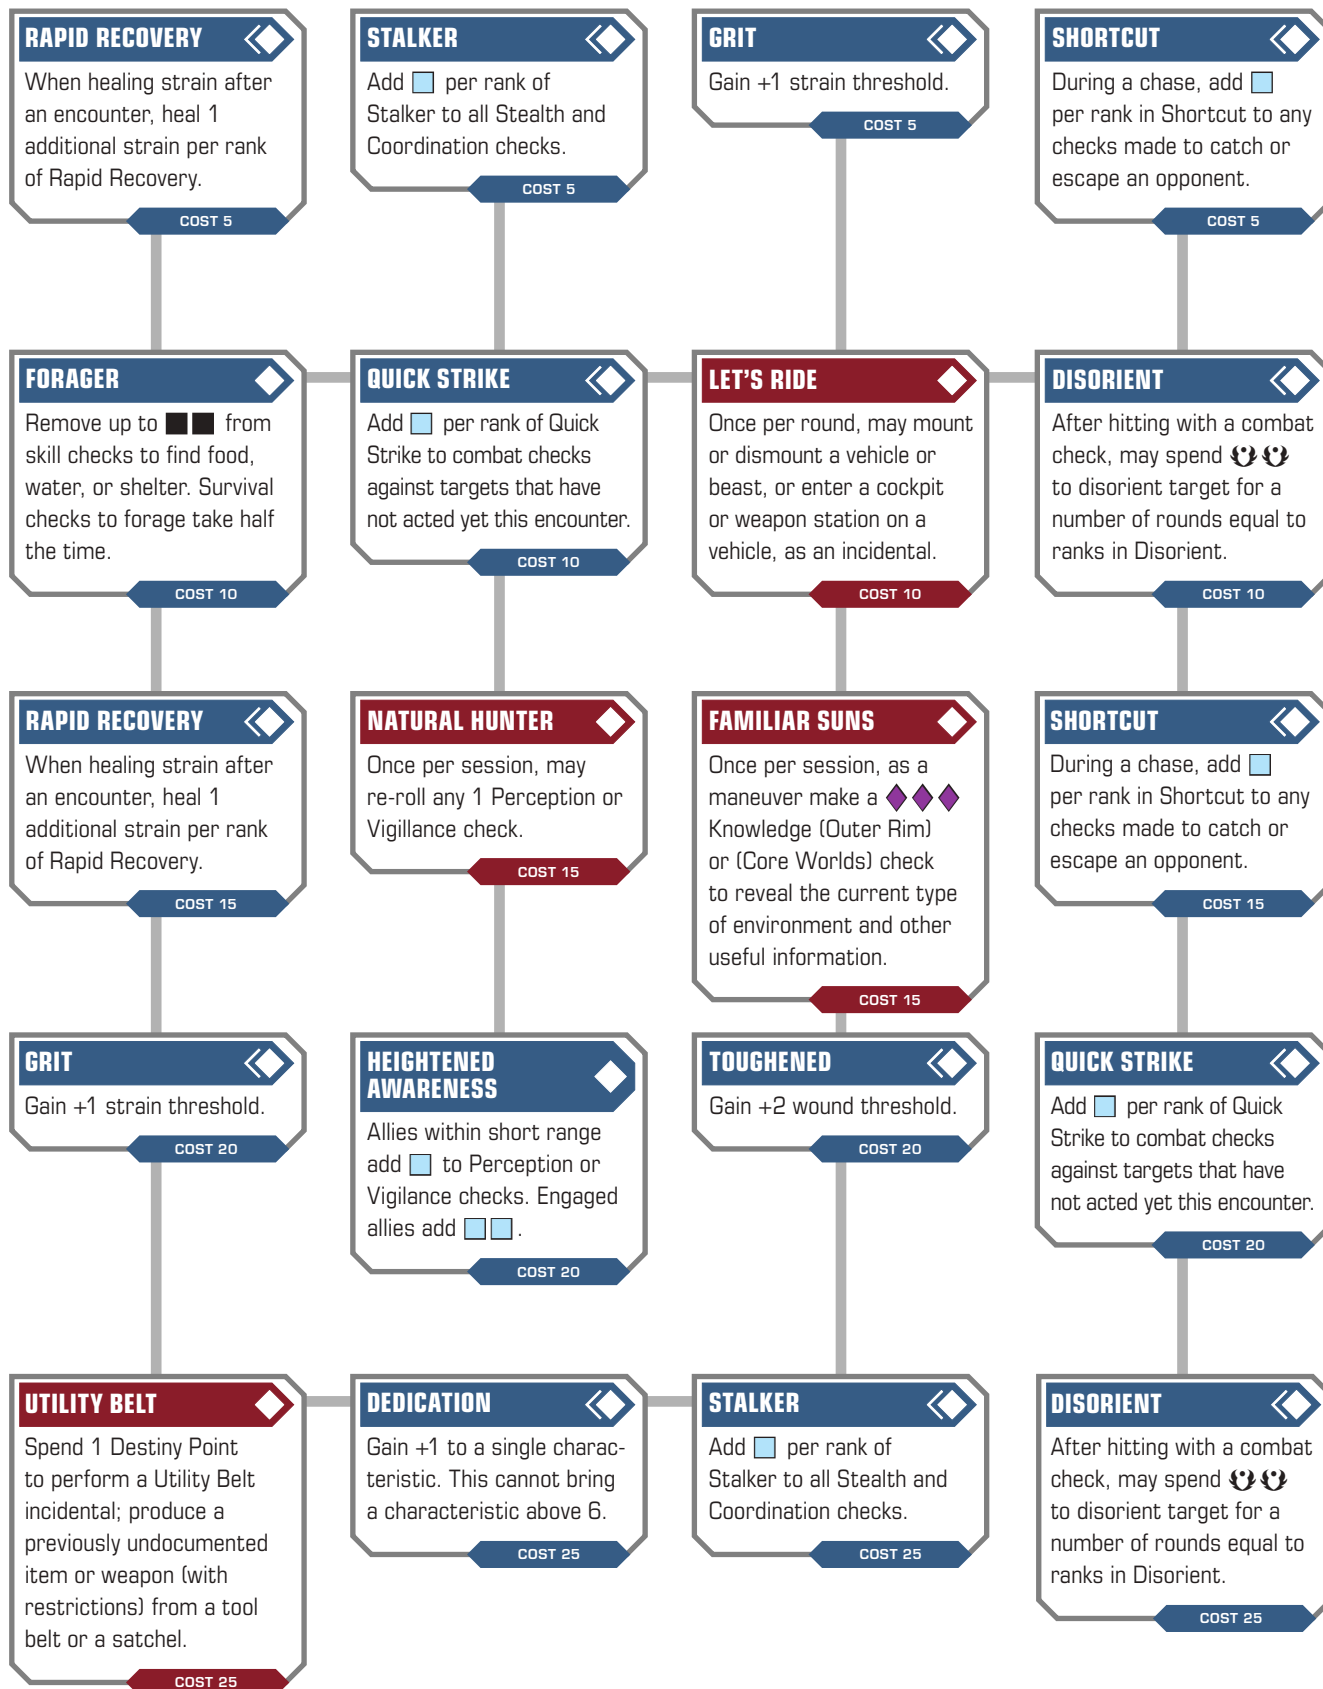 RAPID RECOVERY
When healing strain after
an encounter, heal 1
additional strain per rank
of Rapid Recovery.
COST 5
STALKER
Add per rank of
Stalker to all Stealth and
Coordination checks.
COST 5
GRIT
Gain +1 strain threshold.
COST 5
SHORTCUT
During a chase, add
per rank in Shortcut to any
checks made to catch or
escape an opponent.
COST 5
FORAGER
Remove up to from
skill checks to find food,
water, or shelter. Survival
checks to forage take half
the time.
COST 10
QUICK STRIKE
Add per rank of Quick
Strike to combat checks
against targets that have
not acted yet this encounter.
COST 10
LET'S RIDE
Once per round, may mount
or dismount a vehicle or
beast, or enter a cockpit
or weapon station on a
vehicle, as an incidental.
COST 10
DISORIENT
After hitting with a combat
check, may spend
to disorient target for a
number of rounds equal to
ranks in Disorient.
COST 10
RAPID RECOVERY
When healing strain after
an encounter, heal 1
additional strain per rank
of Rapid Recovery.
COST 15
NATURAL HUNTER
Once per session, may
re-roll any 1 Perception or
Vigillance check.
COST 15
FAMILIAR SUNS
Once per session, as a
maneuver make a
Knowledge (Outer Rim)
or (Core Worlds) check
to reveal the current type
of environment and other
useful information.
COST 15
SHORTCUT
During a chase, add
per rank in Shortcut to any
checks made to catch or
escape an opponent.
COST 15
GRIT
Gain +1 strain threshold.
COST 20
HEIGHTENED
AWARENESS
Allies within short range
add to Perception or
Vigilance checks. Engaged
allies add .
COST 20
TOUGHENED
Gain +2 wound threshold.
COST 20
QUICK STRIKE
Add per rank of Quick
Strike to combat checks
against targets that have
not acted yet this encounter.
COST 20
UTILITY BELT
Spend 1 Destiny Point
to perform a Utility Belt
incidental; produce a
previously undocumented
item or weapon (with
restrictions) from a tool
belt or a satchel.
COST 25
DEDICATION
Gain +1 to a single charac-
teristic. This cannot bring
a characteristic above 6.
COST 25
STALKER
Add per rank of
Stalker to all Stealth and
Coordination checks.
COST 25
DISORIENT
After hitting with a combat
check, may spend
to disorient target for a
number of rounds equal to
ranks in Disorient.
COST 25